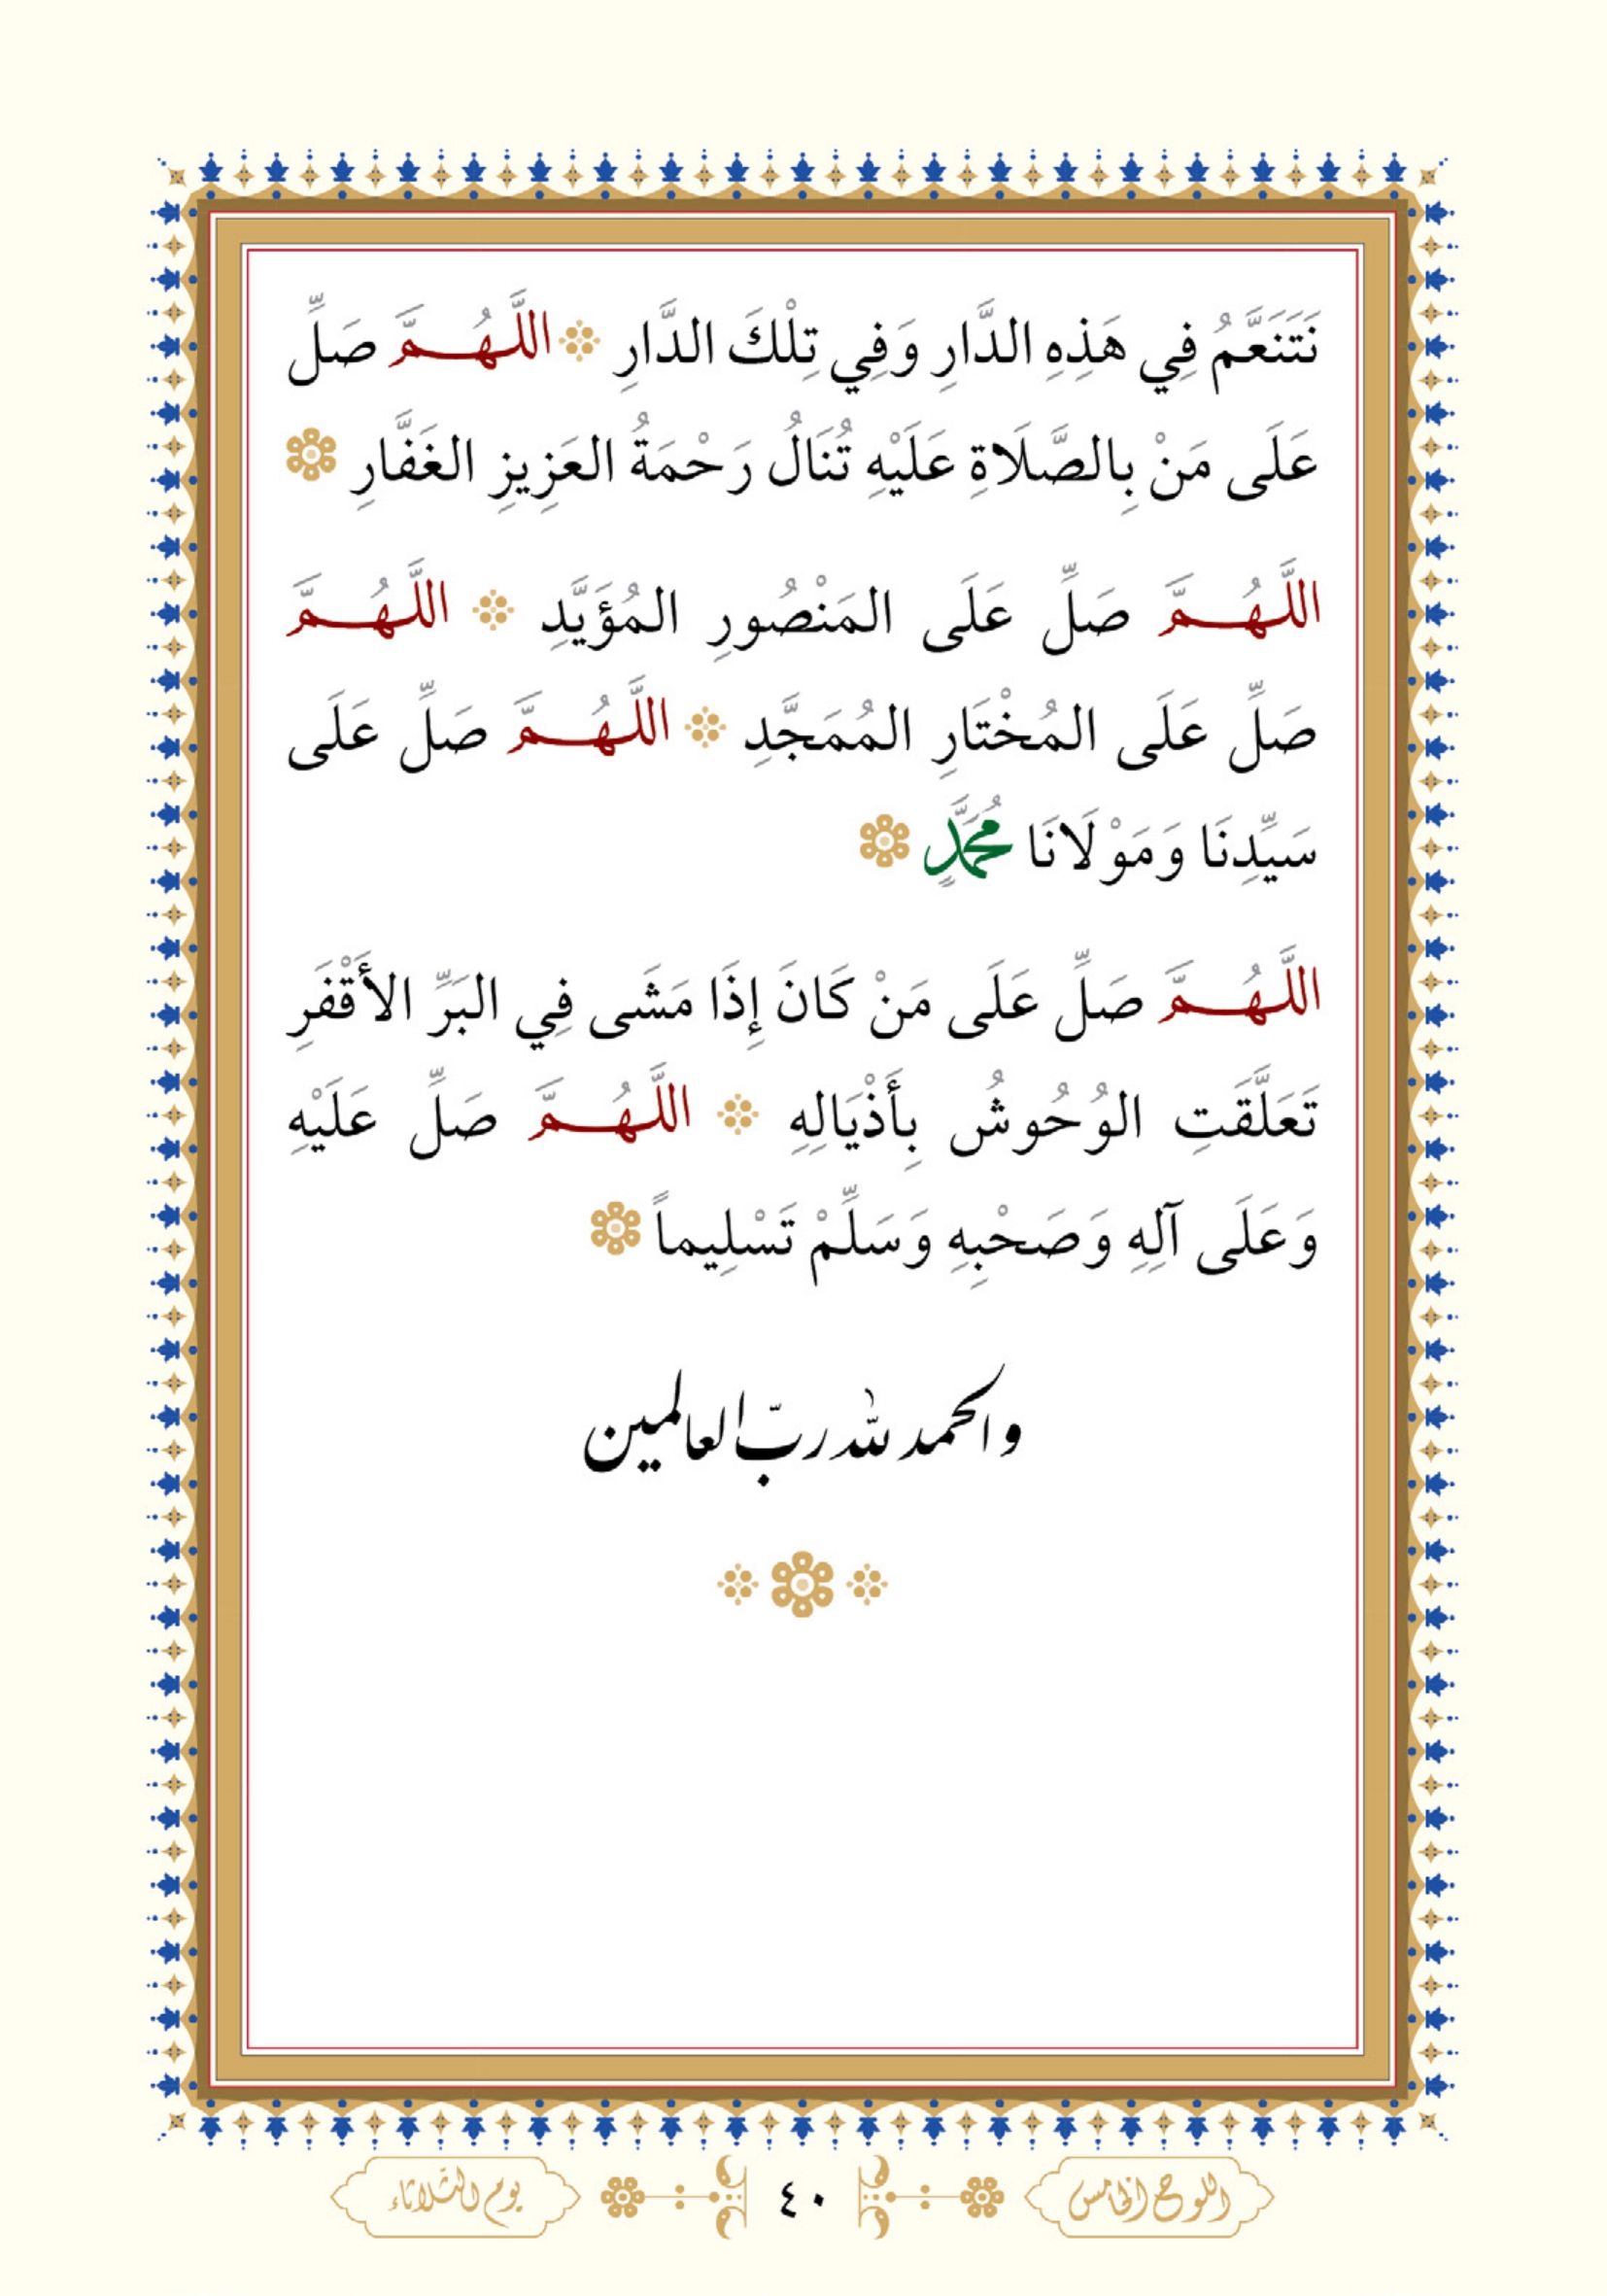 نَتَنَعَّمُ فِي هَذِهِ الدَّارِ وَفِي تِلْكَ الدَّارِ اللَّهُمَّ صَلِّ
عَلَى مَنْ بِالصَّلَاةِ عَلَيْهِ تُنَالُ رَحْمَةُ العَزِيزِ الغَفَّارِ
اللَّهُمَّ صَلِّ عَلَى المَنْصُورِ المُؤَيَّدِ اللَّهُمَّ
صَلِّ عَلَى المُخْتَارِ المُمَجَّدِ اللَّهُمَّ صَلِّ عَلَى
سَيِّدِنَا وَمَوْلَانَا مُحَمَّدٍ
اللَّهُمَّ صَلِّ عَلَى مَنْ كَانَ إِذَا مَشَى فِي البَرِّ الأَقْفَرِ
تَعَلَّقَتِ الوُحُوشُ بِأَذْيَالِهِ اللَّهُمَّ صَلِّ عَلَيْهِ
وَعَلَى آلِهِ وَصَحْبِهِ وَسَلِّمْ تَسْلِيماً
والحمد لله ربّ العالمين
اللوح الخامس ٤٠ يوم الثلاثاء